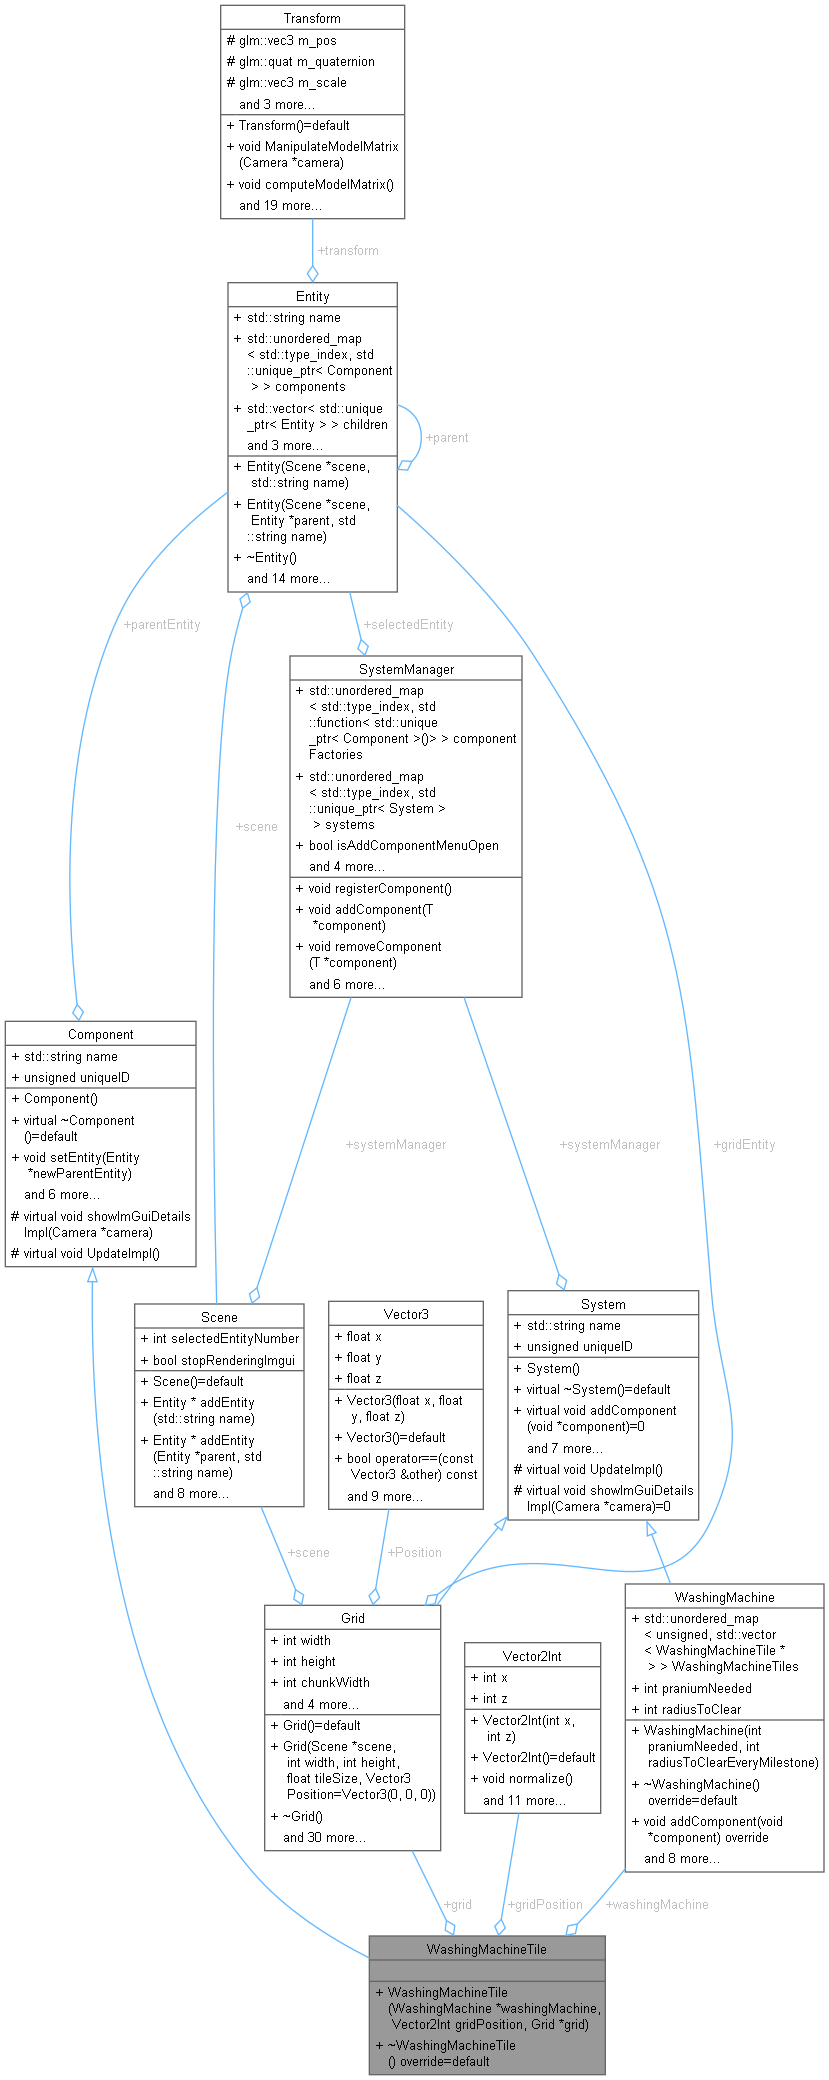 Transform
# glm::vec3 m_pos
# glm::quat m_quaternion
# glm::vec3 m_scale
and 3 more...
+ Transform()=default
+ void ManipulateModelMatrix
(Camera *camera)
+ void computeModelMatrix()
and 19 more...
+transform
Entity
+ std::string name
+ std::unordered_map
< std::type_index, std
::unique_ptr< Component
> > components
+ std::vector< std::unique
_ptr< Entity > > children
and 3 more...
+ Entity(Scene *scene,
std::string name)
+ Entity(Scene *scene,
Entity *parent, std
::string name)
+ ~Entity()
and 14 more...
+parent
+parentEntity
+selectedEntity
SystemManager
+ std::unordered_map
< std::type_index, std
::function< std::unique
_ptr< Component >()> > component
Factories
+ std::unordered_map
< std::type_index, std
::unique_ptr< System >
> > systems
+ bool isAddComponentMenuOpen
and 4 more...
+ void registerComponent()
+ void addComponent(T
*component)
+ void removeComponent
(T *component)
and 6 more...
+scene
Component
+ std::string name
+ unsigned uniqueID
+ Component()
+ virtual ~Component
()=default
+ void setEntity(Entity
*newParentEntity)
and 6 more...
# virtual void showImGuiDetails
Impl(Camera *camera)
# virtual void UpdateImpl()
+systemManager
+systemManager
+gridEntity
Scene
+ int selectedEntityNumber
+ bool stopRenderingImgui
+ Scene()=default
+ Entity * addEntity
(std::string name)
+ Entity * addEntity
(Entity *parent, std
::string name)
and 8 more...
Vector3
+ float x
+ float y
+ float z
+ Vector3(float x, float
y, float z)
+ Vector3()=default
+ bool operator==(const
Vector3 &other) const
and 9 more...
System
+ std::string name
+ unsigned uniqueID
+ System()
+ virtual ~System()=default
+ virtual void addComponent
(void *component)=0
and 7 more...
# virtual void UpdateImpl()
# virtual void showImGuiDetails
Impl(Camera *camera)=0
+scene
+Position
Grid
+ int width
+ int height
+ int chunkWidth
and 4 more...
+ Grid()=default
+ Grid(Scene *scene,
int width, int height,
float tileSize, Vector3
Position=Vector3(0, 0, 0))
+ ~Grid()
and 30 more...
Vector2Int
+ int x
+ int z
+ Vector2Int(int x,
int z)
+ Vector2Int()=default
+ void normalize()
and 11 more...
WashingMachine
+ std::unordered_map
< unsigned, std::vector
< WashingMachineTile *
> > WashingMachineTiles
+ int praniumNeeded
+ int radiusToClear
+ WashingMachine(int
praniumNeeded, int
radiusToClearEveryMilestone)
+ ~WashingMachine()
override=default
+ void addComponent(void
*component) override
and 8 more...
+grid
+gridPosition
+washingMachine
WashingMachineTile
+ WashingMachineTile
(WashingMachine *washingMachine,
Vector2Int gridPosition, Grid *grid)
+ ~WashingMachineTile
() override=default